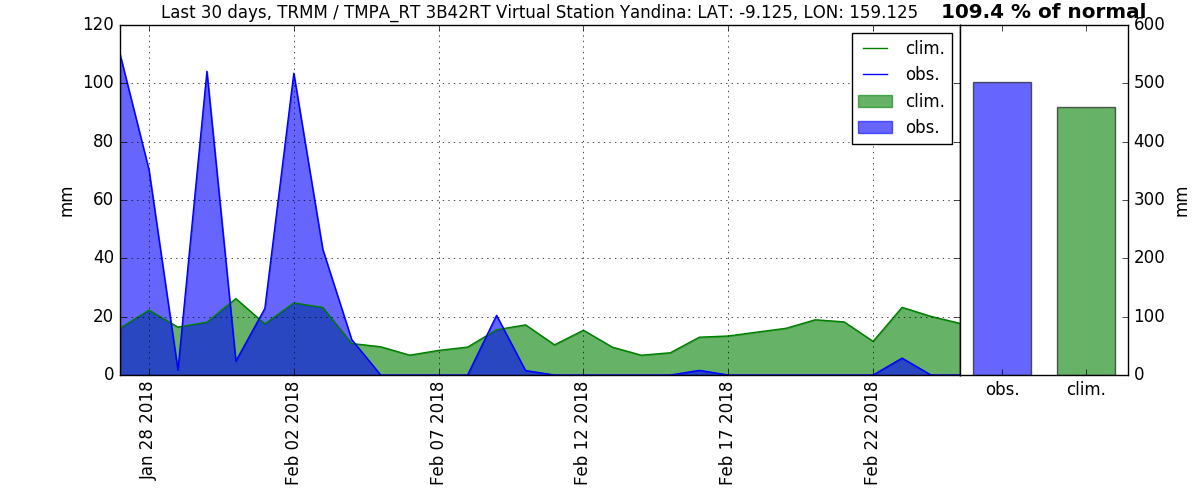 Last 30 days, TRMM / TMPA_RT 3B42RT Virtual Station Yandina: LAT: -9.125, LON: 159.125
109.4 % of normal
120
100
80
60
40
20
0
mm
clim.
obs.
clim.
obs.
Jan 28 2018
Feb 02 2018
Feb 07 2018
Feb 12 2018
Feb 17 2018
Feb 22 2018
600
500
400
300
200
100
0
mm
obs.
clim.